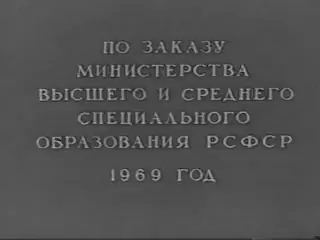 ПО ЗАКАЗУ
МИНИСТЕРСТВА
ВЫСШЕГО И СРЕДНЕГО
СПЕЦИАЛЬНОГО
ОБРАЗОВАНИЯ РСФСР
1969 ГОД